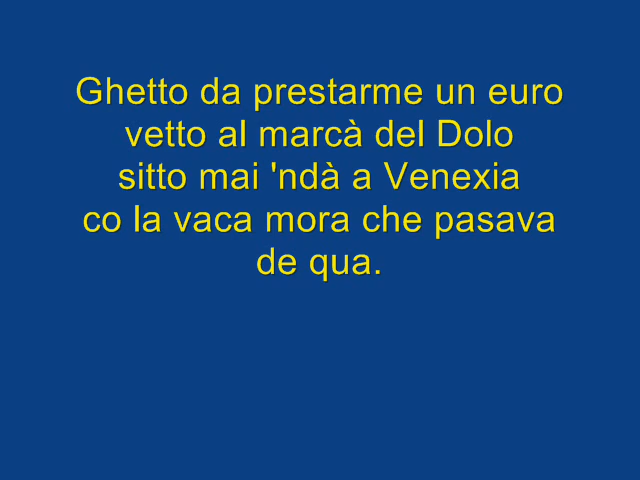 Ghetto da prestarme un euro
vetto al marcà del Dolo
sitto mai 'ndà a Venexia
co la vaca mora che pasava
de qua.